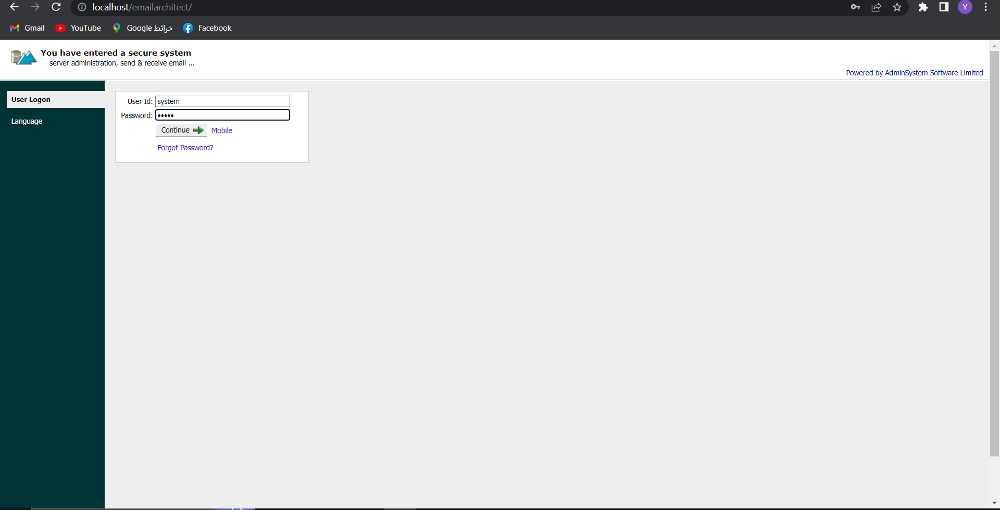 localhost/emailarchitect/
Y
Gmail
YouTube
Google خرائط
Facebook
You have entered a secure system
server administration, send & receive email ...
Powered by AdminSystem Software Limited
User Logon
Language
User Id: system
Password: •••••
Continue Mobile
Forgot Password?